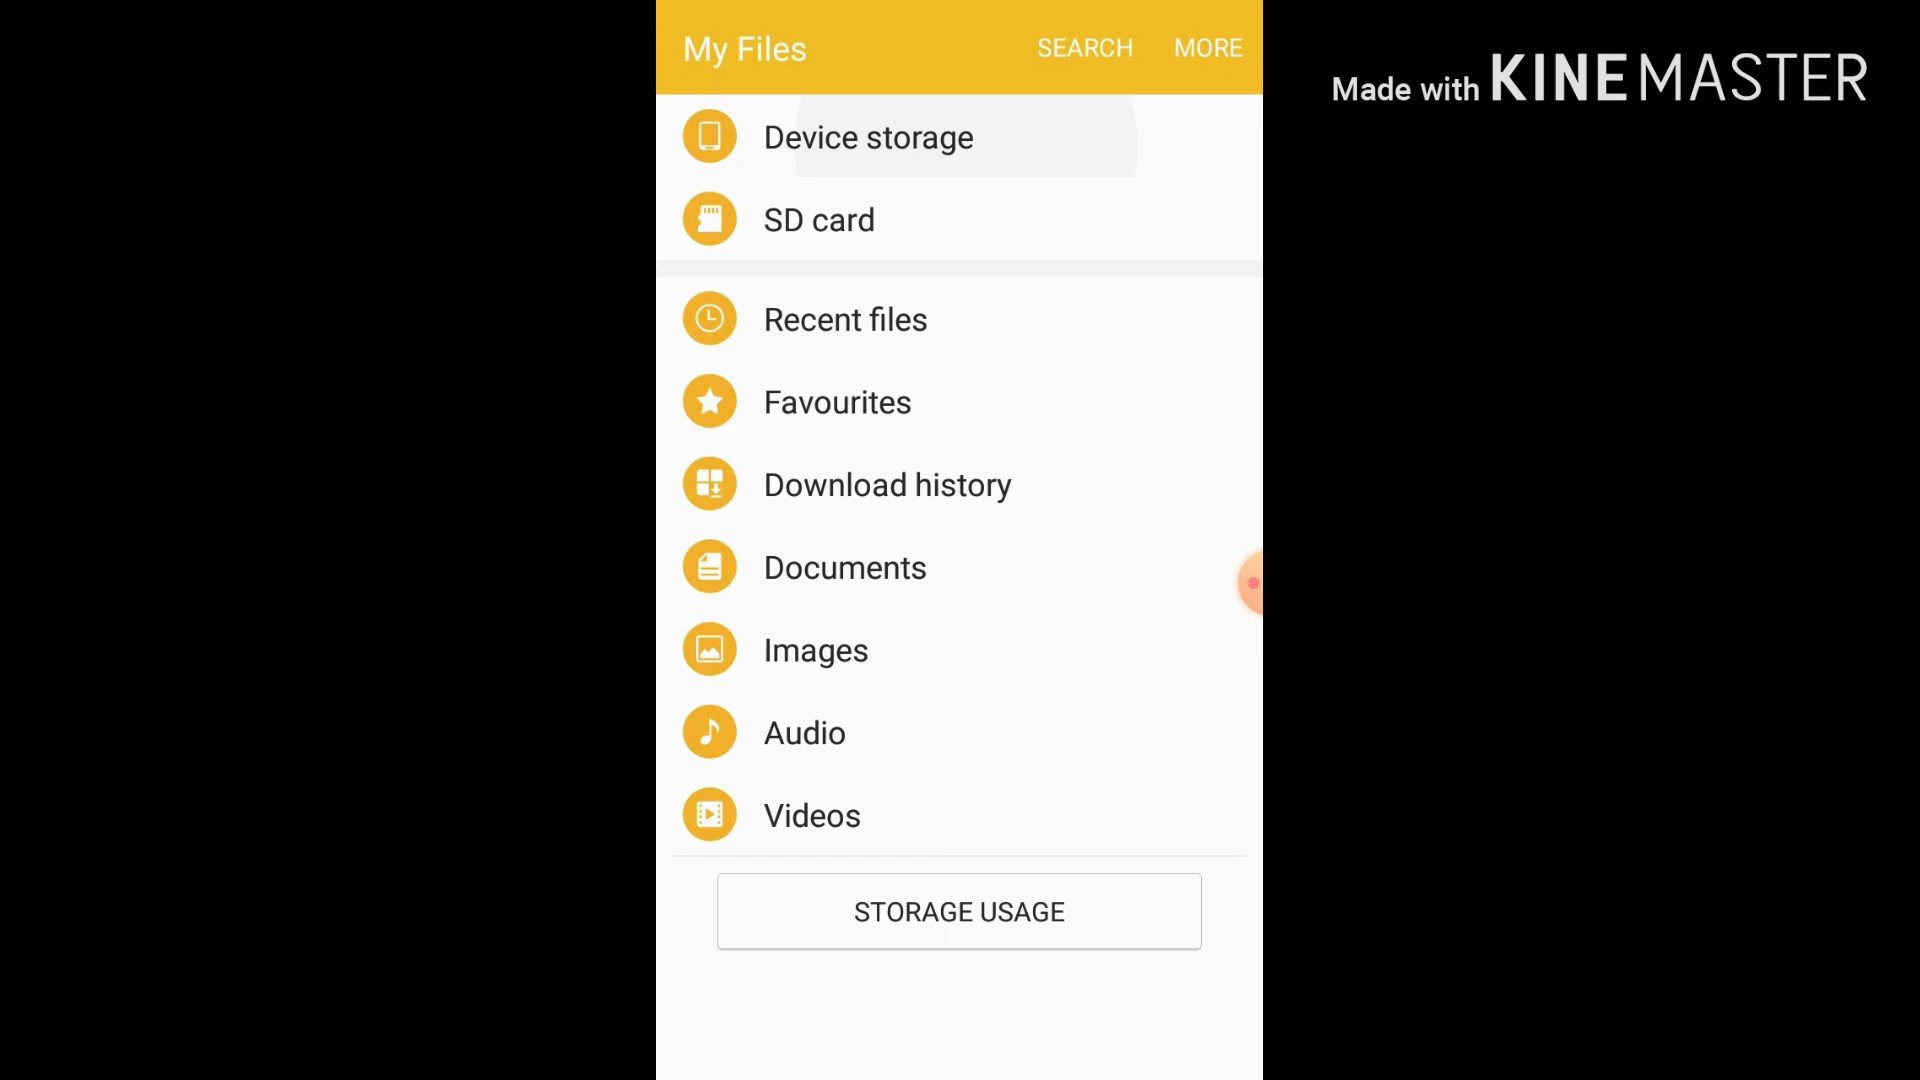 My Files SEARCH MORE
Made with KINEMASTER
Device storage
SD card
Recent files
Favourites
Download history
Documents
Images
Audio
Videos
STORAGE USAGE